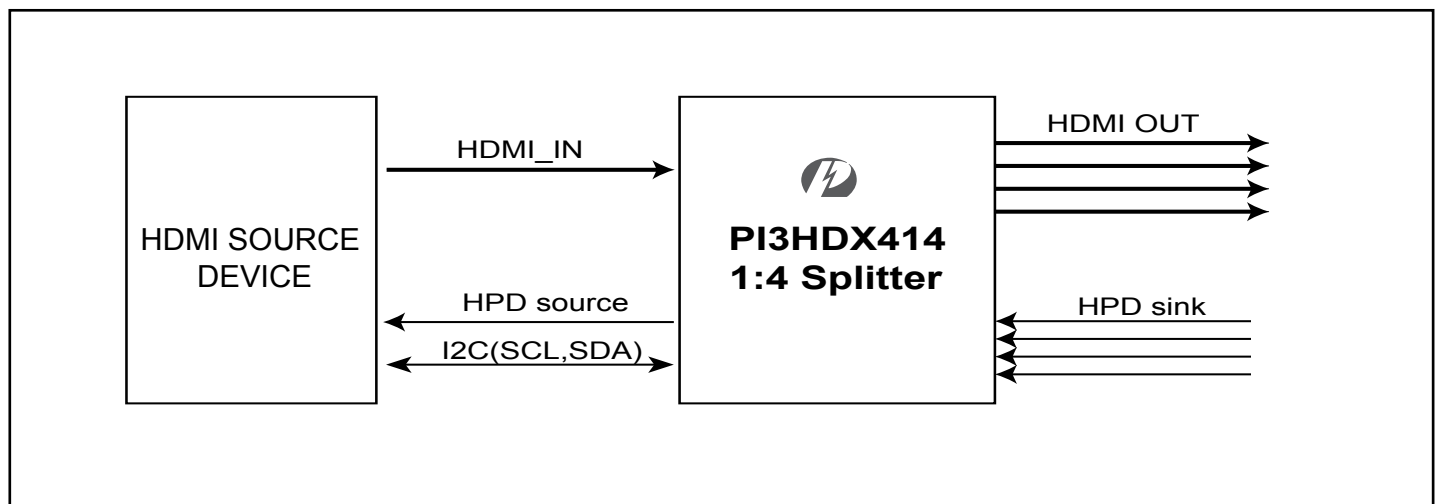 HDMI SOURCE
DEVICE
HDMI_IN
HPD source
I2C(SCL,SDA)
PI3HDX414
1:4 Splitter
HDMI OUT
HPD sink